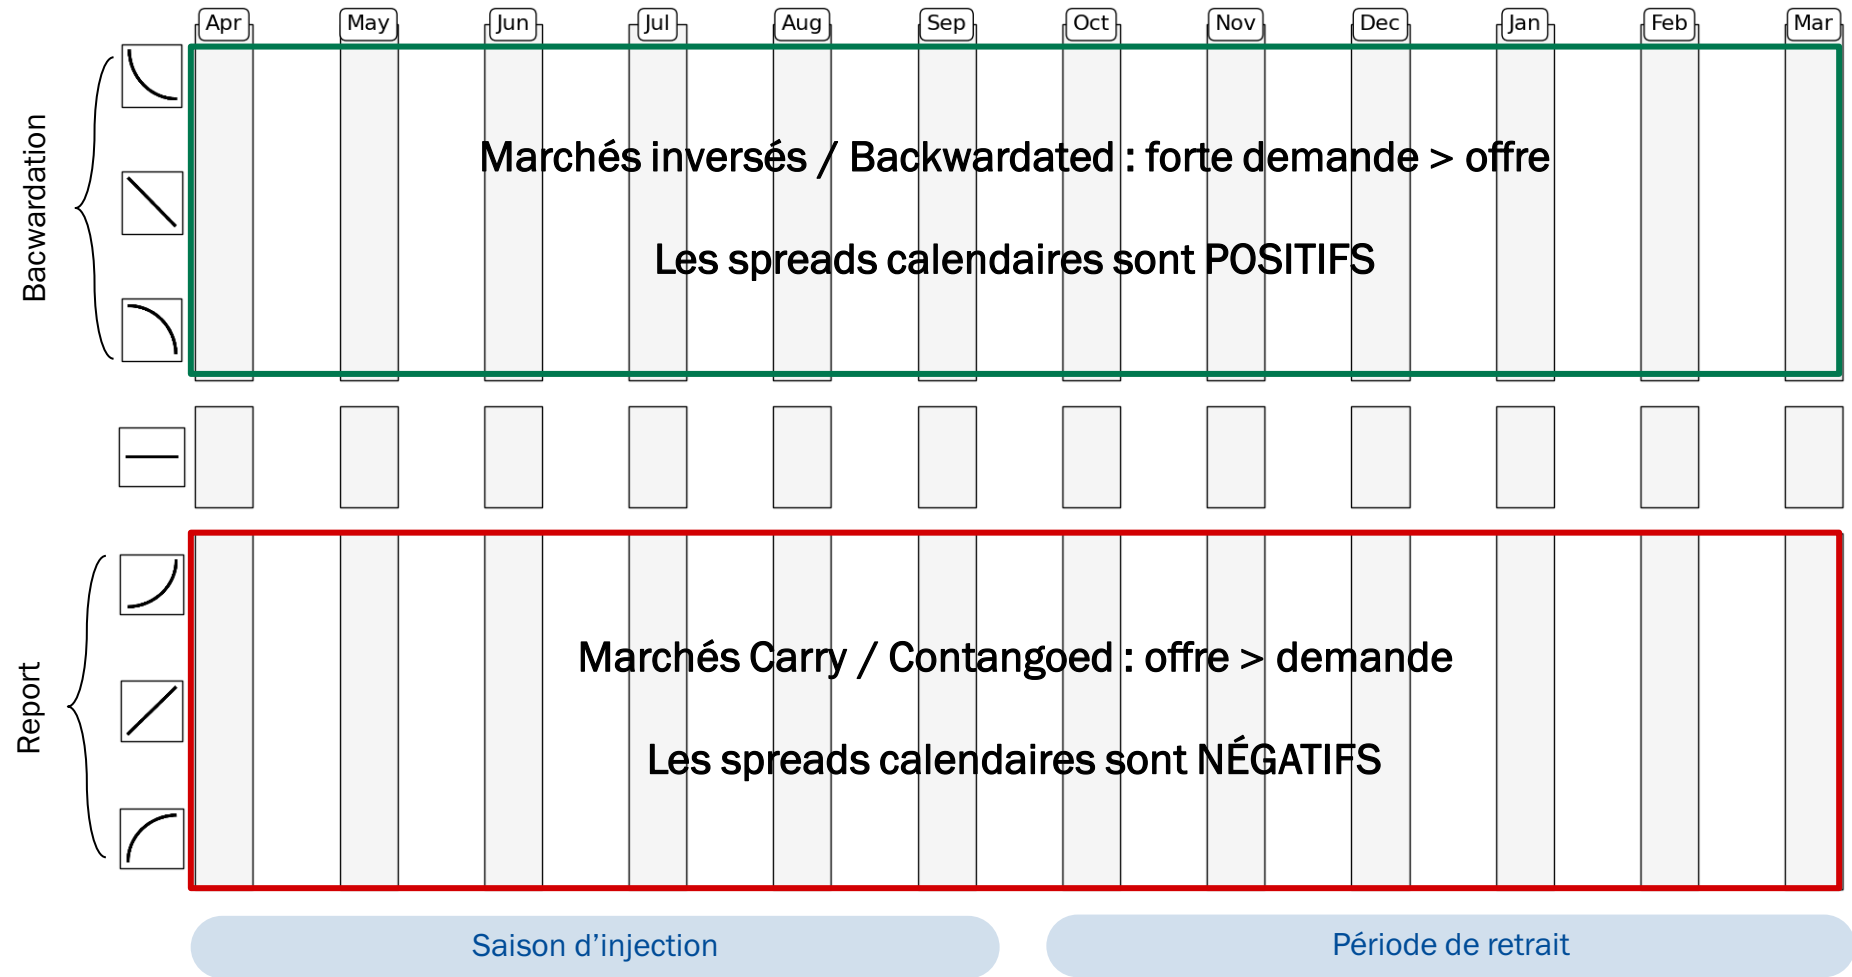 Apr
May
Jun
Jul
Aug
Sep
Oct
Nov
Dec
Jan
Feb
Mar
Bacwardation
Marchés inversés / Backwardated : forte demande > offre
Les spreads calendaires sont POSITIFS
Report
Marchés Carry / Contangoed : offre > demande
Les spreads calendaires sont NÉGATIFS
Saison d’injection
Période de retrait